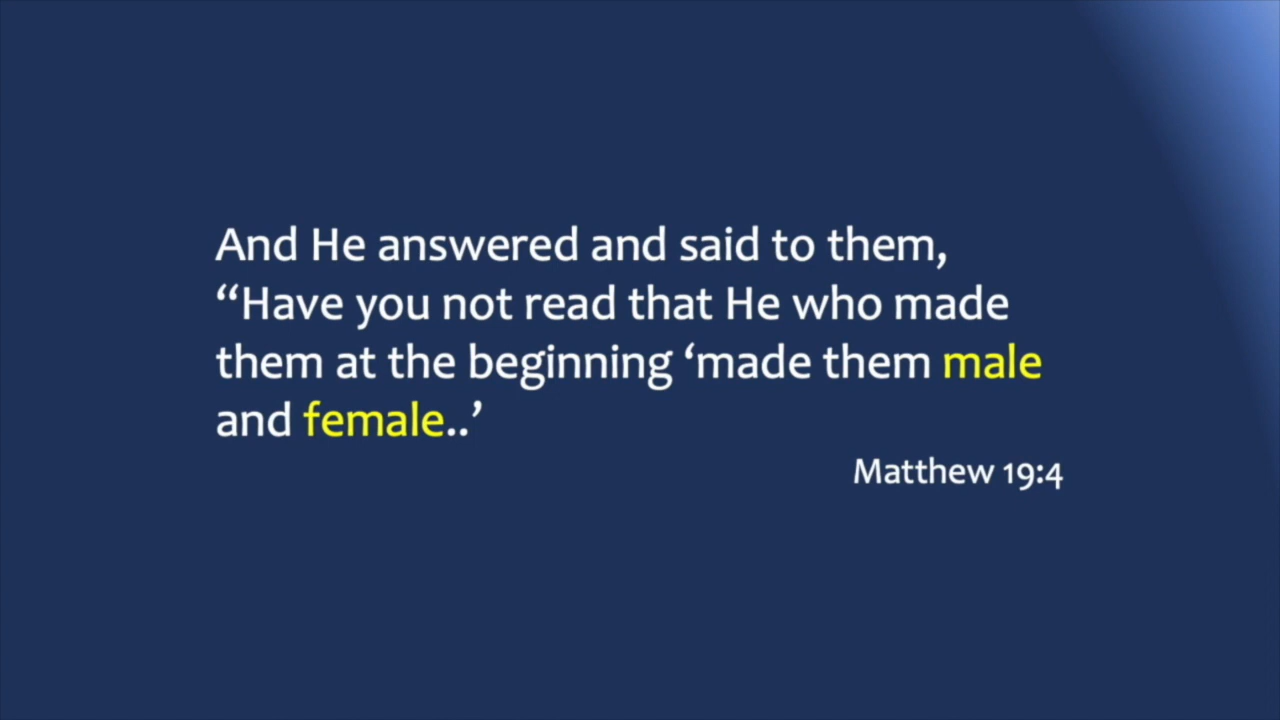 And He answered and said to them,
“Have you not read that He who made
them at the beginning ‘made them male
and female..’
Matthew 19:4